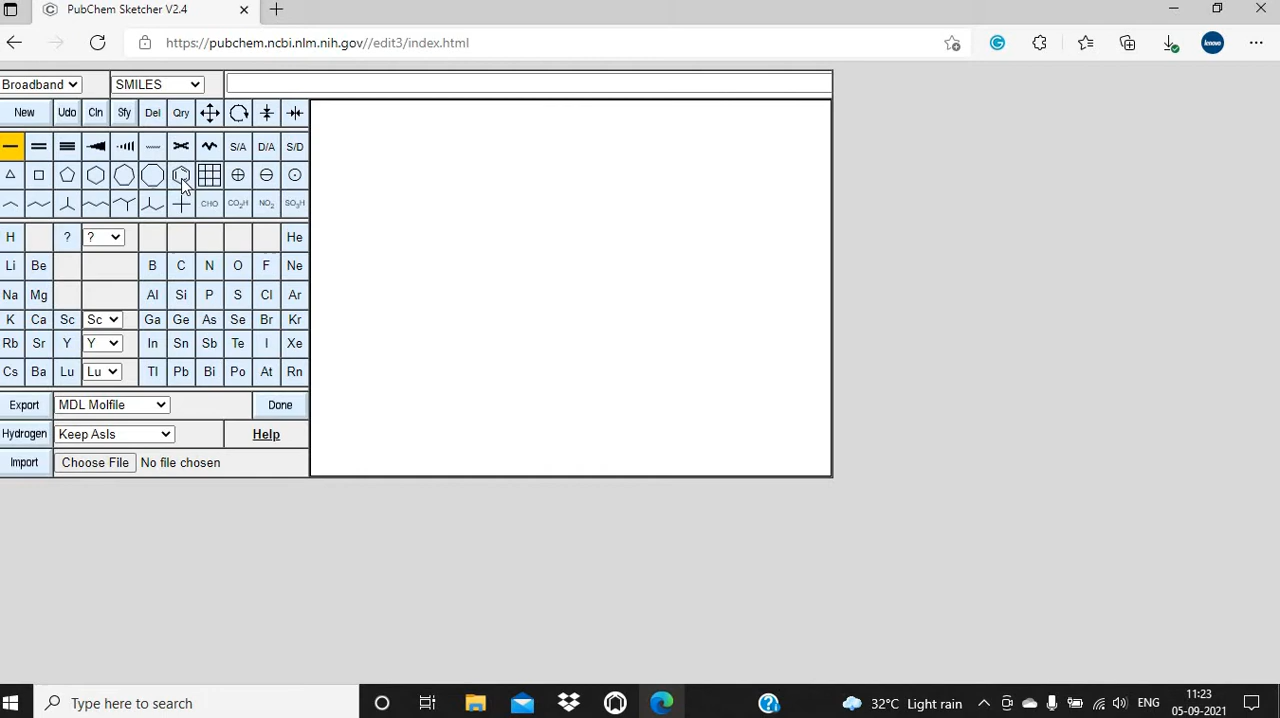 PubChem Sketcher V2.4
https://pubchem.ncbi.nlm.nih.gov//edit3/index.html
lenovo
Broadband SMILES
New Udo Cln Sfy Del Qry
S/A D/A S/D
CHO CO₂H NO₂ SO₃H
H ? ? He
Li Be B C N O F Ne
Na Mg Al Si P S Cl Ar
K Ca Sc Sc Ga Ge As Se Br Kr
Rb Sr Y Y In Sn Sb Te I Xe
Cs Ba Lu Lu Tl Pb Bi Po At Rn
Export MDL Molfile Done
Hydrogen Keep AsIs Help
Import Choose File No file chosen
Type here to search
32°C Light rain
ENG
11:23
05-09-2021